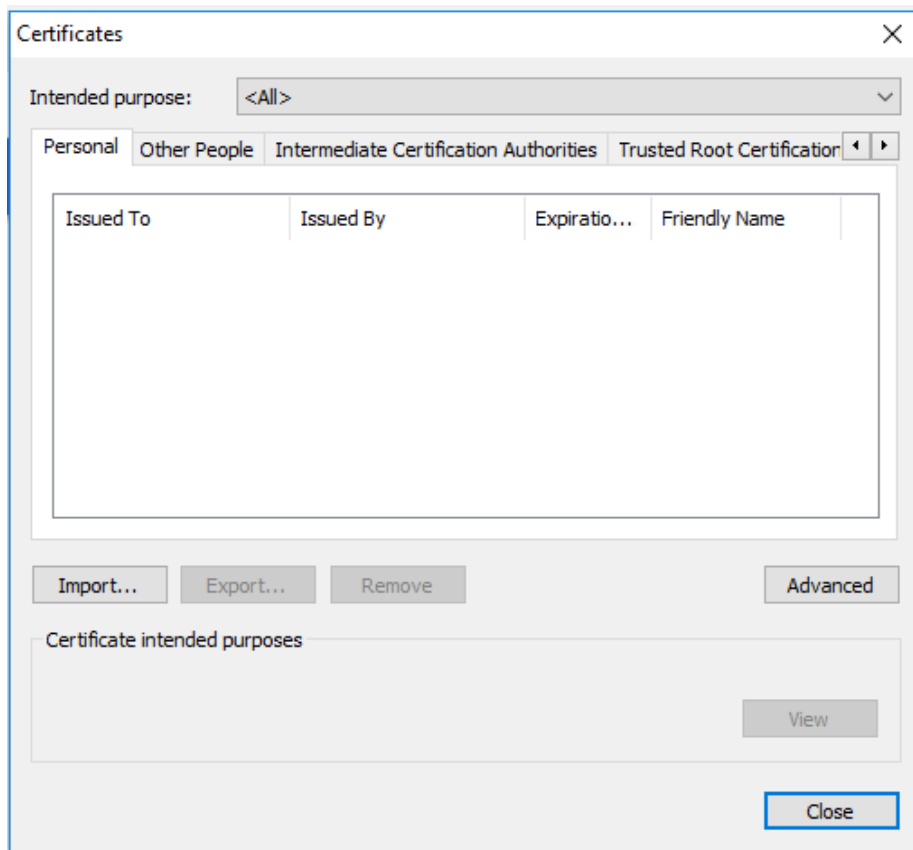 Certificates
Intended purpose: <All>
Personal Other People Intermediate Certification Authorities Trusted Root Certification
Issued To Issued By Expiratio... Friendly Name
Import... Export... Remove Advanced
Certificate intended purposes
View
Close